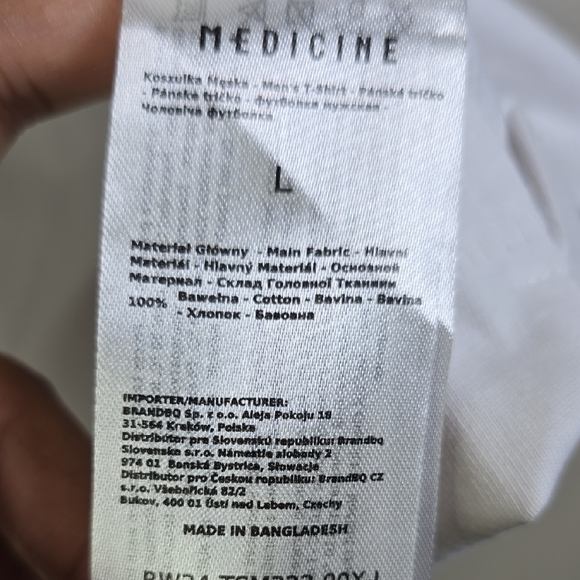 MEDICINE
Koszulka Męska - Men's T-Shirt - Pánské tričko
- Pánske tričko - футболка мужская -
Чоловіча футболка
L
Materiał Główny - Main Fabric - Hlavní
Materiál - Hlavný Materiál - Основной
Материал - Склад Головної Тканини
100% Bawełna - Cotton - Bavlna - Bavlna
- Хлопок - Бавовна
IMPORTER/MANUFACTURER:
BRANDBQ Sp. z o.o. Aleja Pokoju 18
31-564 Kraków, Polska
Distribútor pre Slovenskú republiku: Brandbq
Slovensko s.r.o. Námestie slobody 2
974 01 Banská Bystrica, Słowacja
Distributor pro Českou republiku: BrandBQ CZ
s.r.o. Všebořická 82/2
Bukov, 400 01 Ústí nad Labem, Czechy
MADE IN BANGLADESH